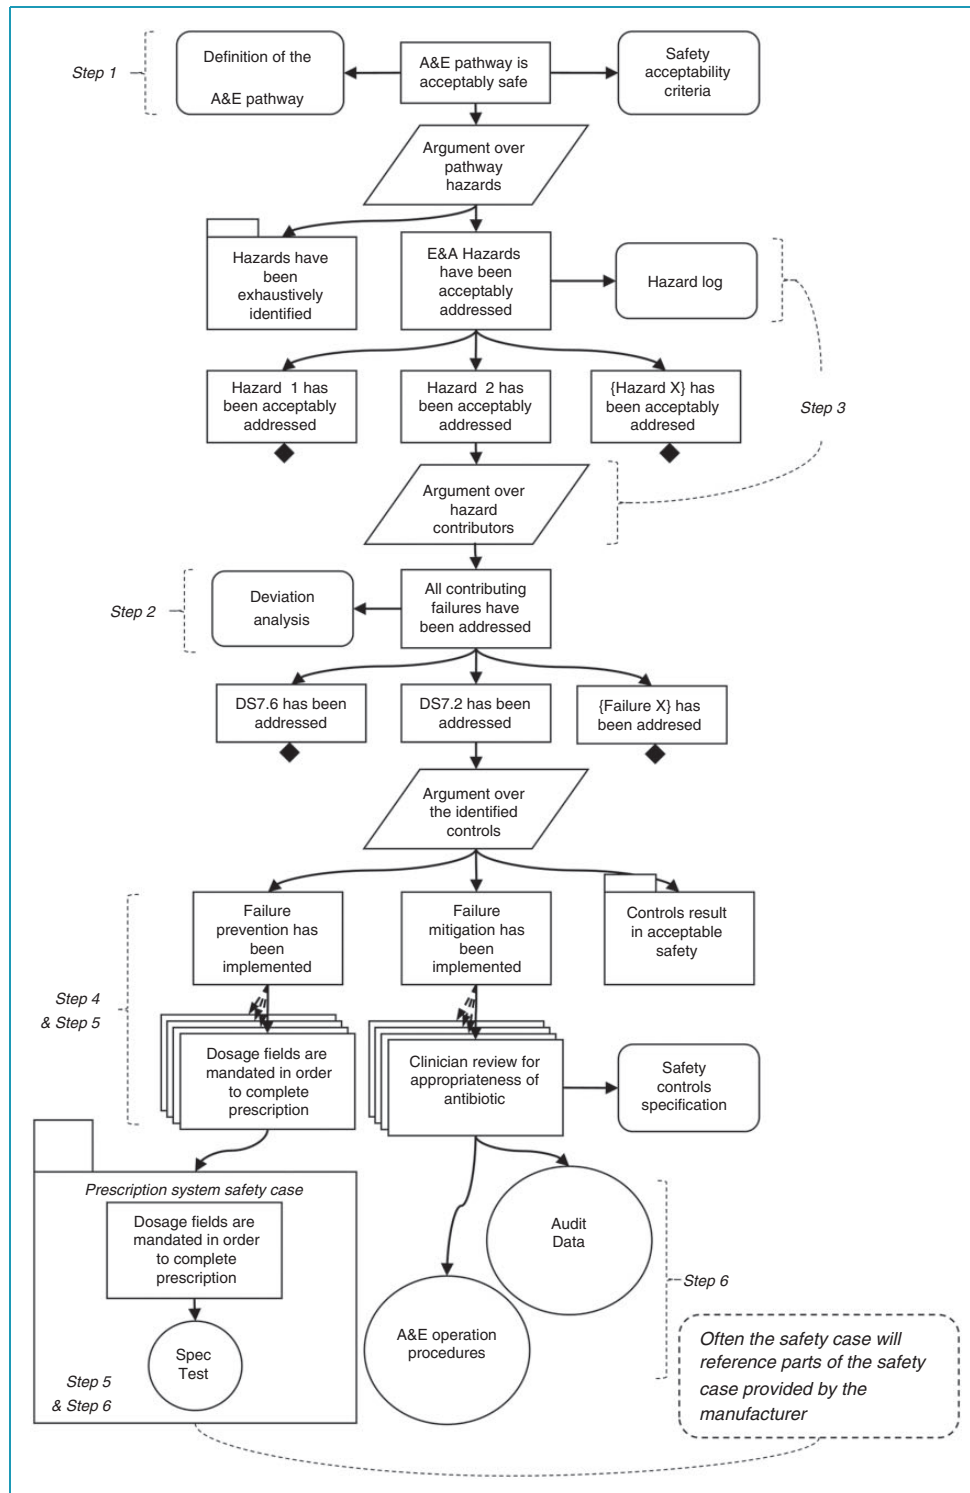 Step 1
Definition of the
A&E pathway
A&E pathway is
acceptably safe
Safety
acceptability
criteria
Argument over
pathway
hazards
Hazards have
been
exhaustively
identified
E&A Hazards
have been
acceptably
addressed
Hazard log
Hazard 1 has
been acceptably
addressed
Hazard 2 has
been acceptably
addressed
{Hazard X} has
been acceptably
addresed
Step 3
Argument over
hazard
contributors
Step 2
Deviation
analysis
All contributing
failures have
been addressed
DS7.6 has been
addressed
DS7.2 has been
addressed
{Failure X} has
been addresed
Argument over
the identified
controls
Failure
prevention has
been
implemented
Failure
mitigation has
been
implemented
Controls result
in acceptable
safety
Step 4
& Step 5
Dosage fields are
mandated in order
to complete
prescription
Clinician review for
appropriateness of
antibiotic
Safety
controls
specification
Prescription system safety case
Dosage fields are
mandated in order
to complete
prescription
Spec
Test
Step 5
& Step 6
A&E operation
procedures
Audit
Data
Step 6
Often the safety case will
reference parts of the safety
case provided by the
manufacturer